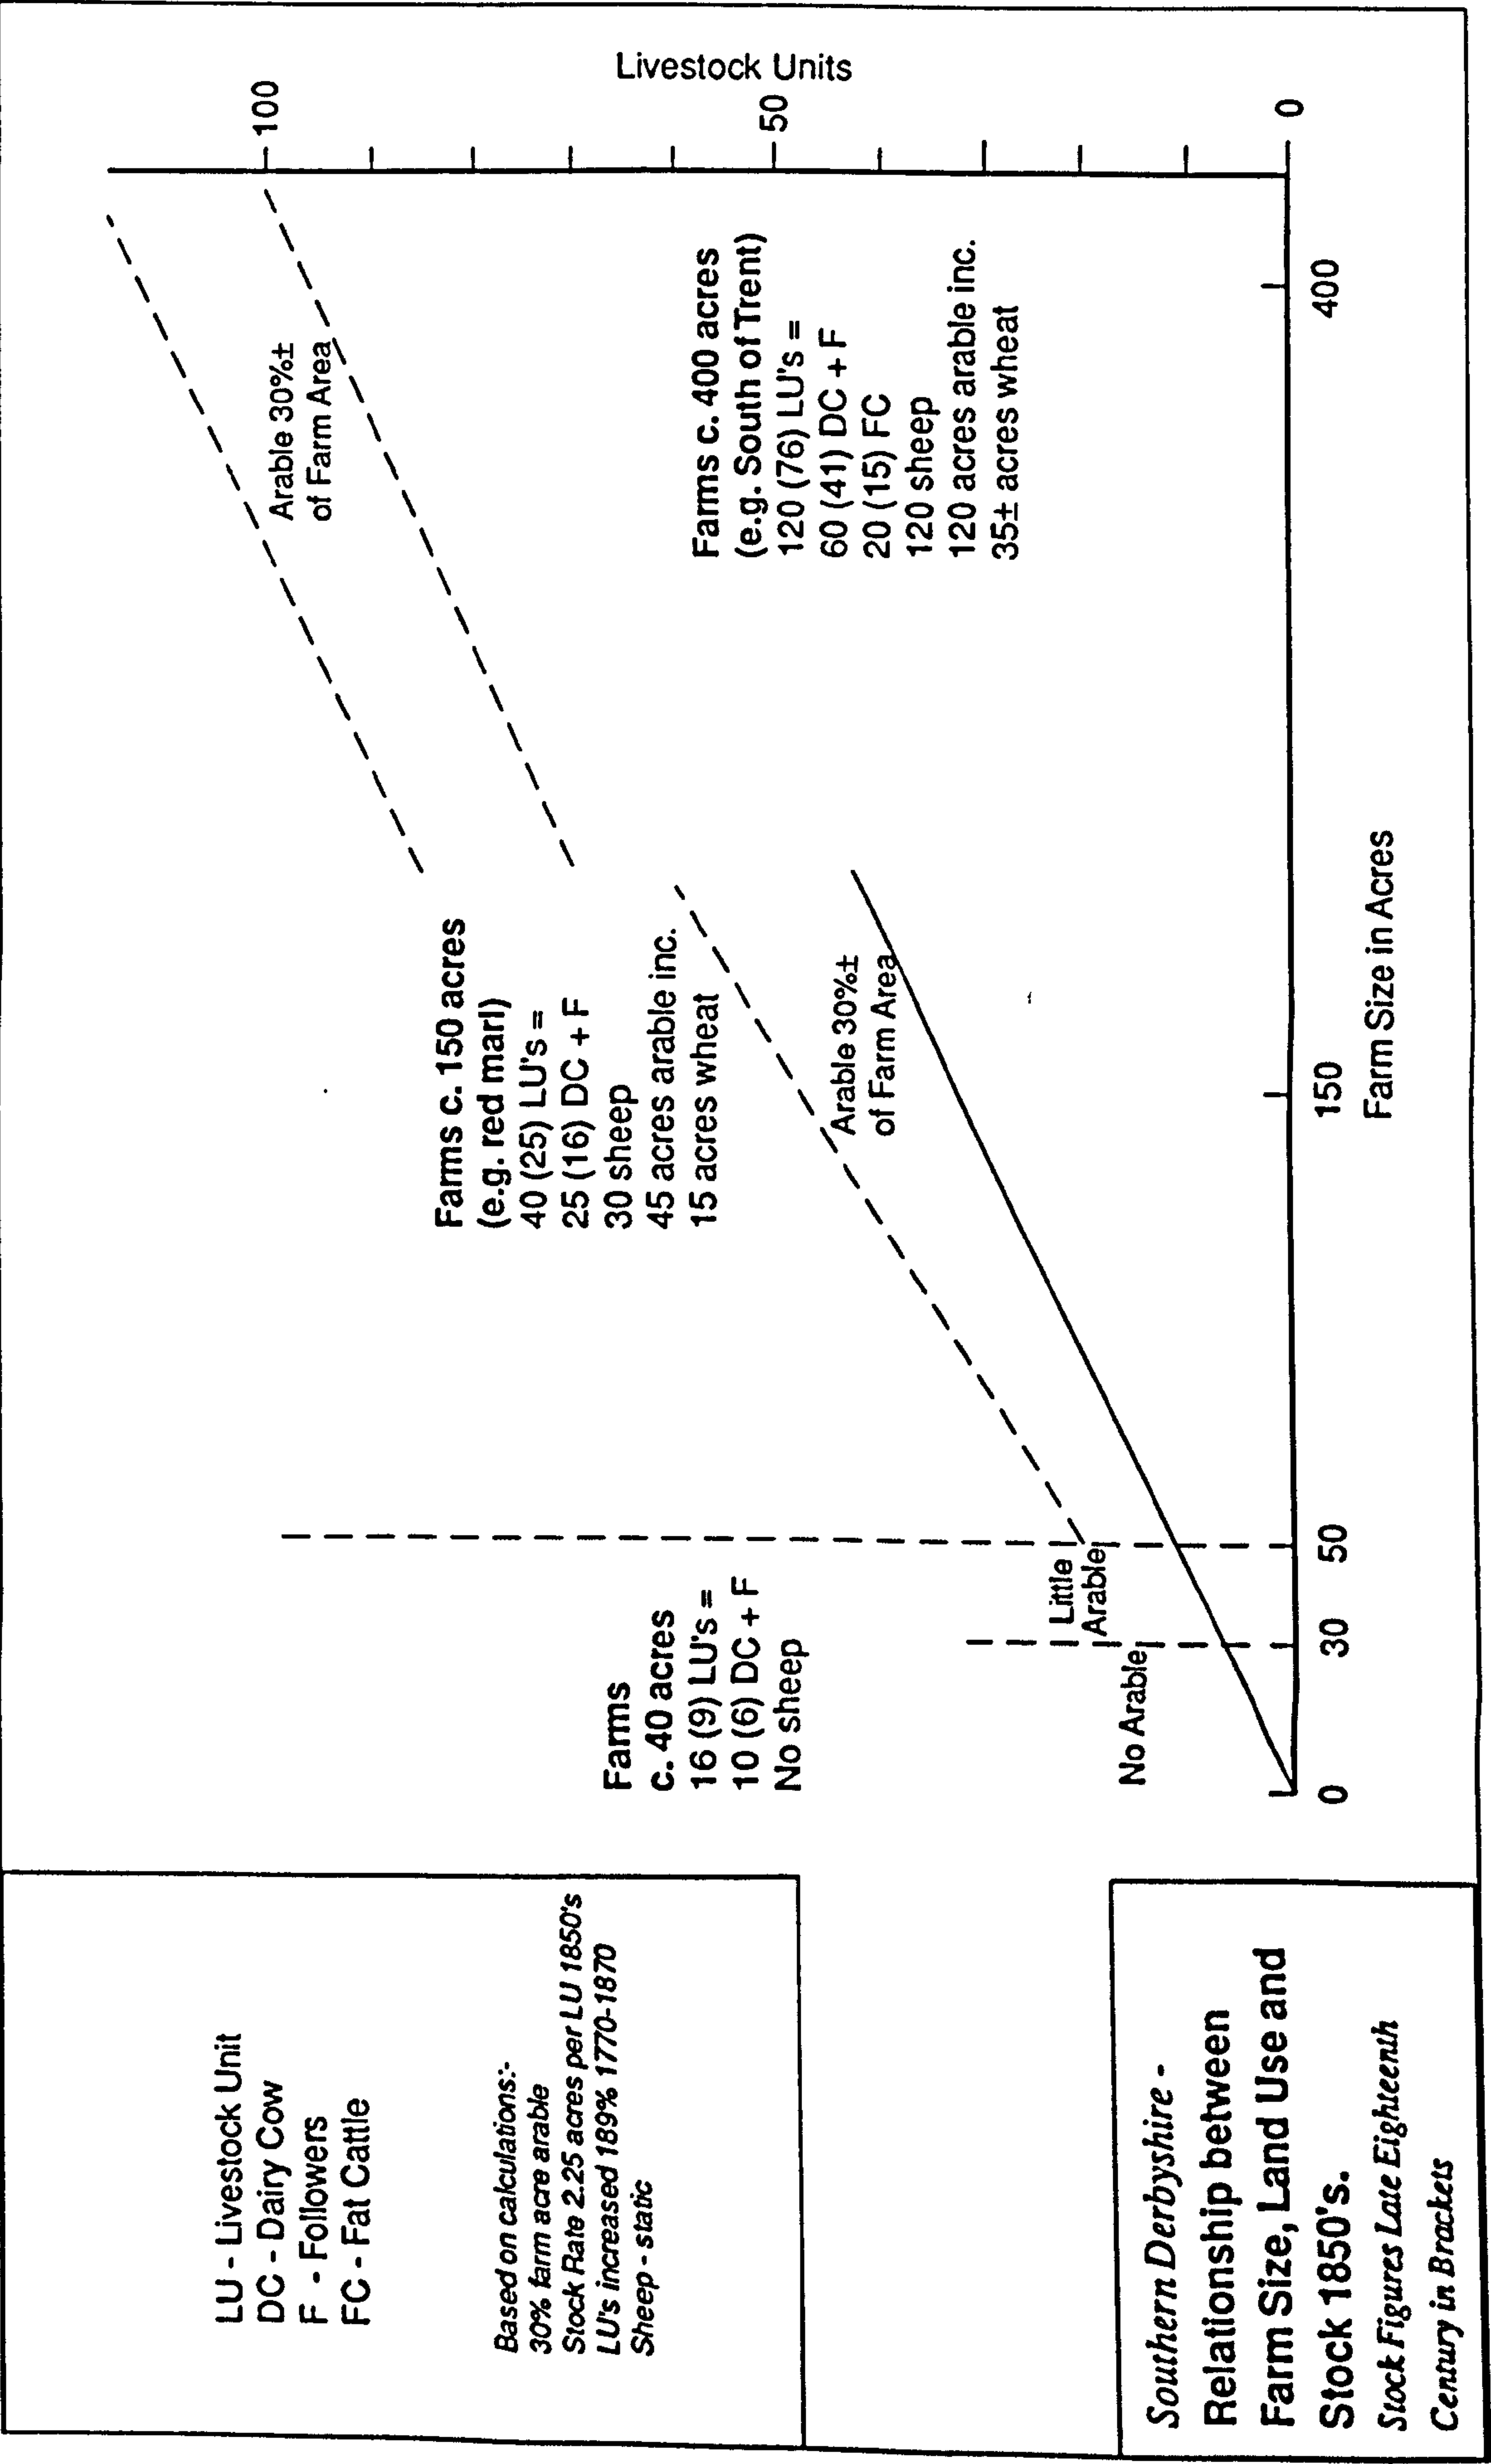 LU - Livestock Unit
DC - Dairy Cow
F - Followers
FC - Fat Cattle
Based on calculations:-
30% farm acre arable
Stock Rate 2.25 acres per LU 1850's
LU's increased 189% 1770-1870
Sheep - static
Southern Derbyshire -
Relationship between
Farm Size, Land Use and
Stock 1850's.
Stock Figures Late Eighteenth
Century in Brackets
Farms
c. 40 acres
16 (9) LU's =
10 (6) DC + F
No sheep
No Arable
Little
Arable
Farms c. 150 acres
(e.g. red marl)
40 (25) LU's =
25 (16) DC + F
30 sheep
45 acres arable inc.
15 acres wheat
Arable 30%±
of Farm Area
Arable 30%±
of Farm Area
Farms c. 400 acres
(e.g. South of Trent)
120 (76) LU's =
60 (41) DC + F
20 (15) FC
120 sheep
120 acres arable inc.
35± acres wheat
100
50
0
Livestock Units
0
30
50
150
400
Farm Size in Acres